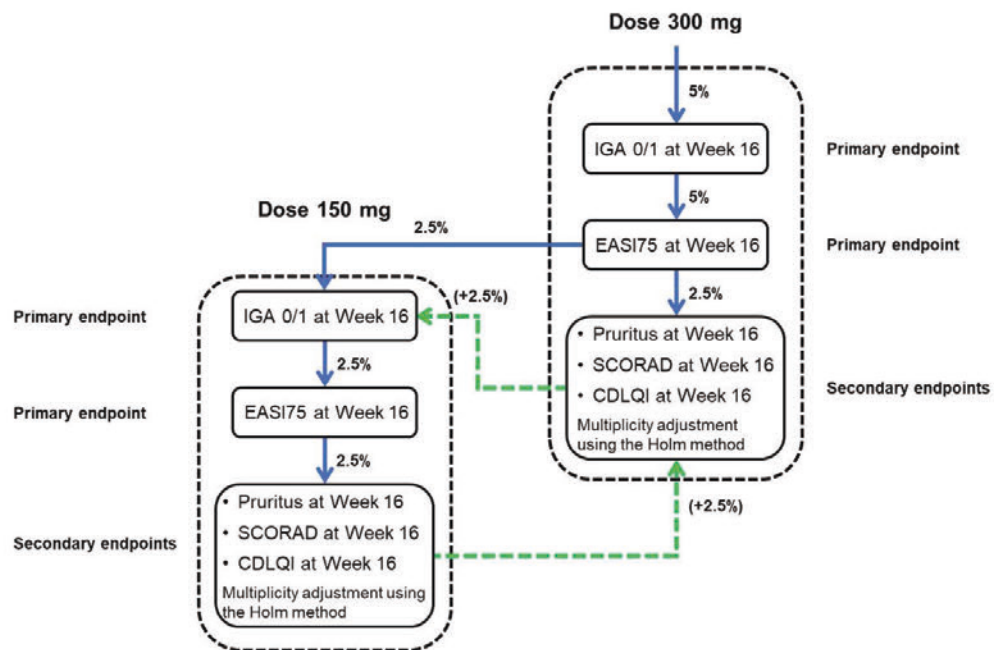 Dose 300 mg
5%
IGA 0/1 at Week 16
Primary endpoint
5%
Dose 150 mg
2.5%
EASI75 at Week 16
Primary endpoint
2.5%
(+2.5%)
Primary endpoint
IGA 0/1 at Week 16
• Pruritus at Week 16
• SCORAD at Week 16
• CDLQI at Week 16
Multiplicity adjustment
using the Holm method
Secondary endpoints
2.5%
Primary endpoint
EASI75 at Week 16
2.5%
(+2.5%)
Secondary endpoints
• Pruritus at Week 16
• SCORAD at Week 16
• CDLQI at Week 16
Multiplicity adjustment using
the Holm method